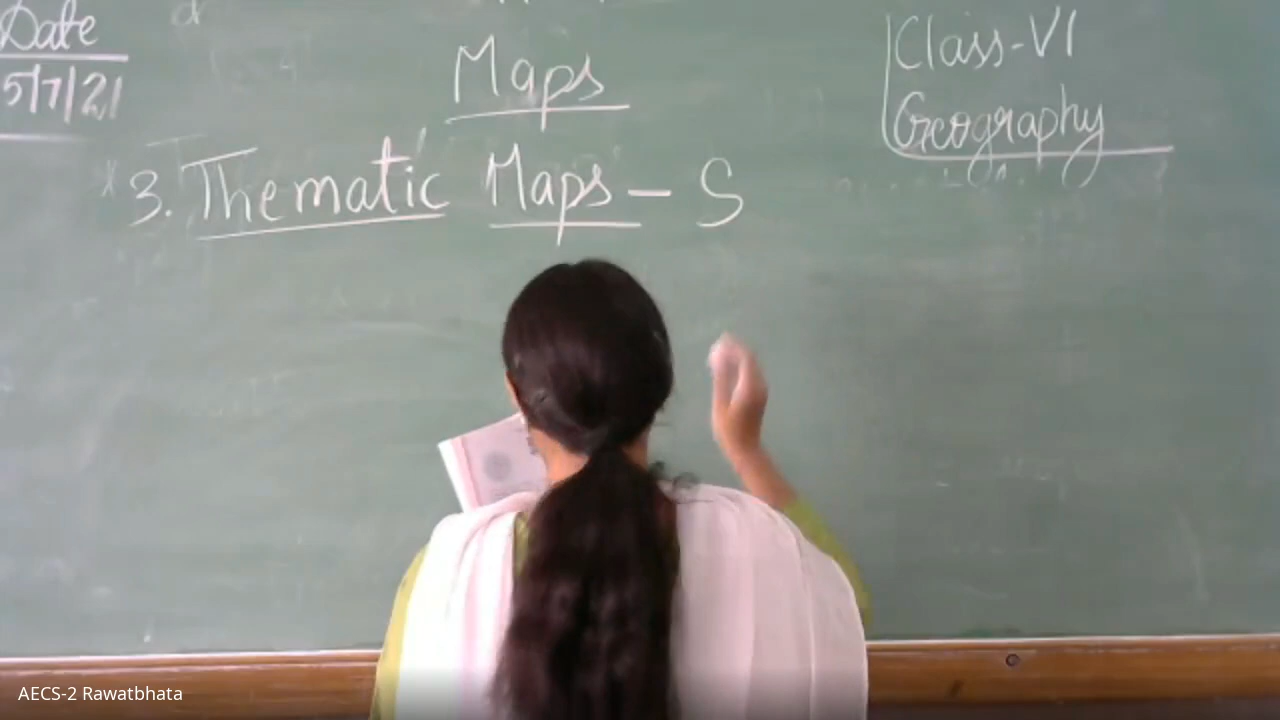 Date
5/7/21
Maps
Class-VI
Geography
3. Thematic Maps - S
AECS-2 Rawatbhata